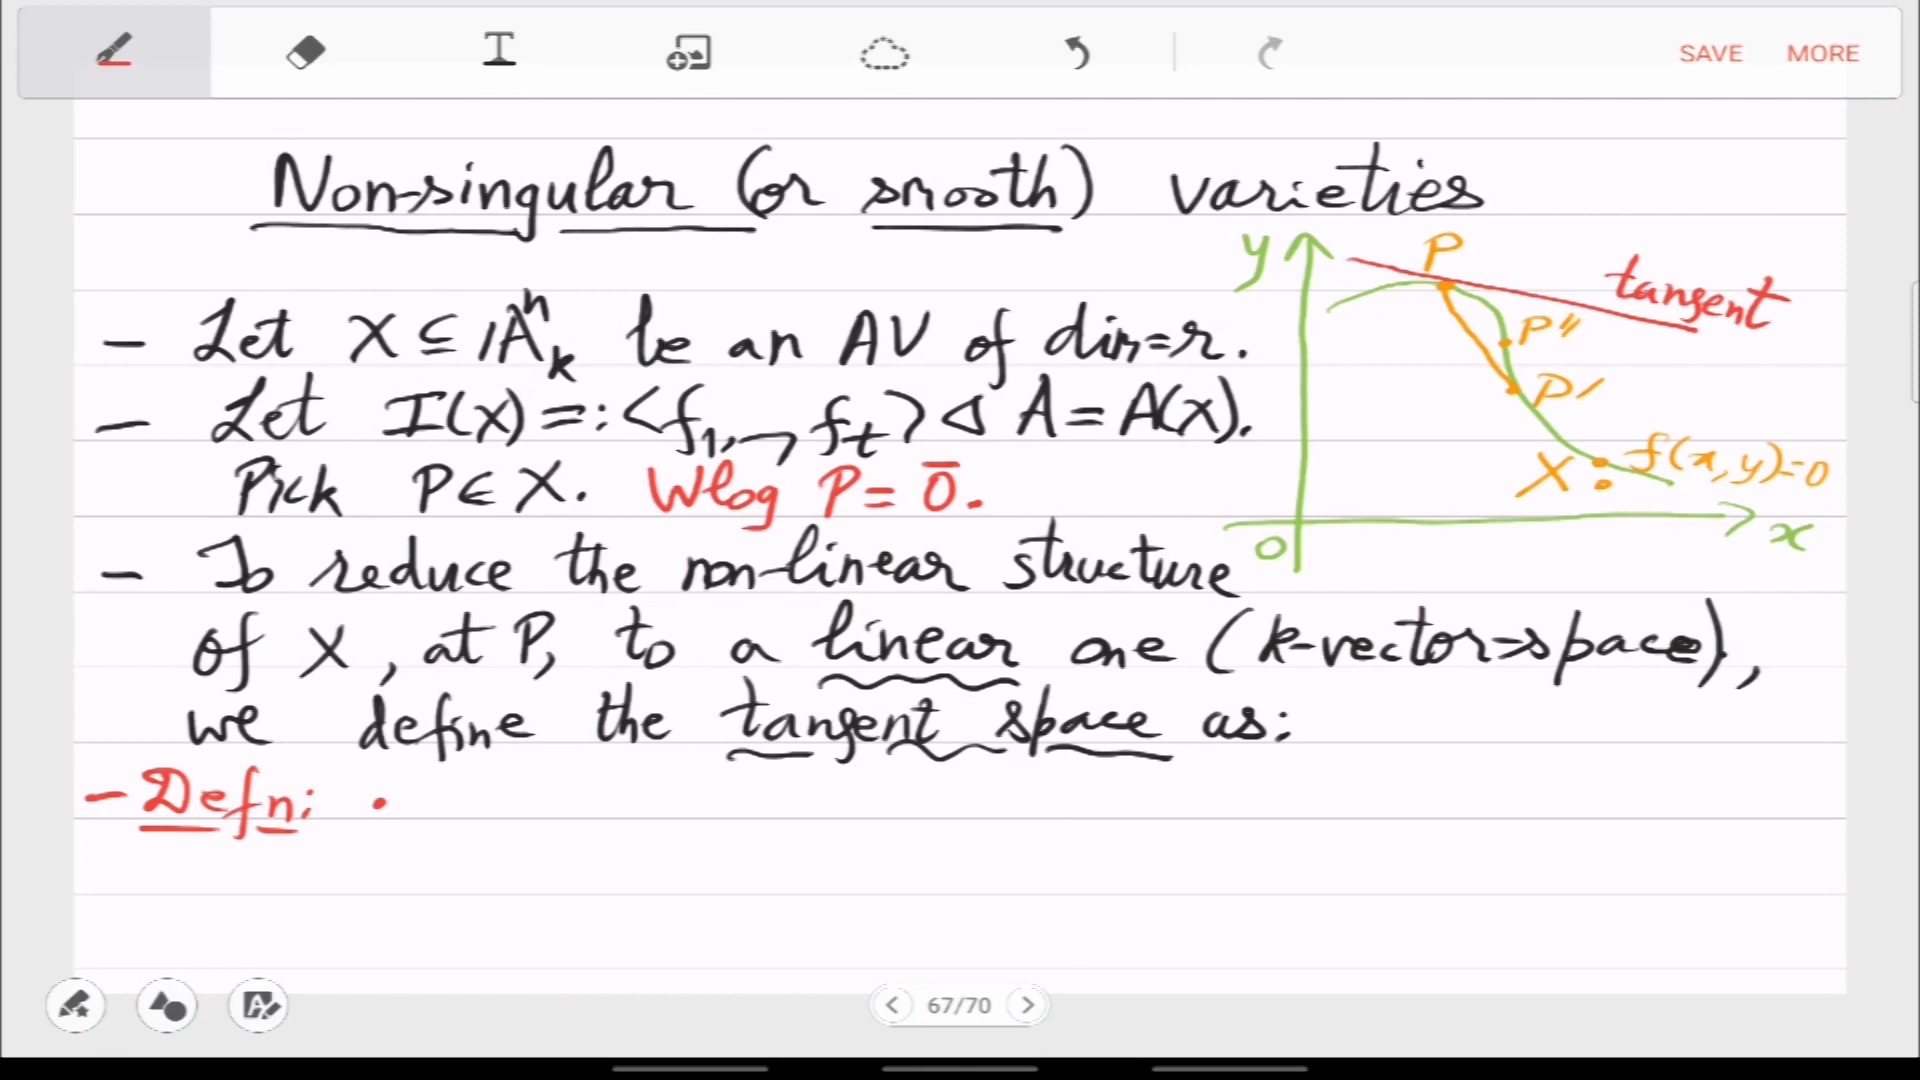 SAVE MORE
Non-singular (or smooth) varieties
- Let X ⊆ 𝔸ⁿₖ be an AV of dim=r.
- Let I(X) =: <f₁, → fₜ> ⊲ A = A(X).
Pick P ∈ X. Wlog P = 0̅.
- To reduce the non-linear structure
of X, at P, to a linear one (k-vector-space),
we define the tangent space as:
- Defn: •
y
P
tangent
P″
P′
X : f(x,y)=0
0
x
67/70